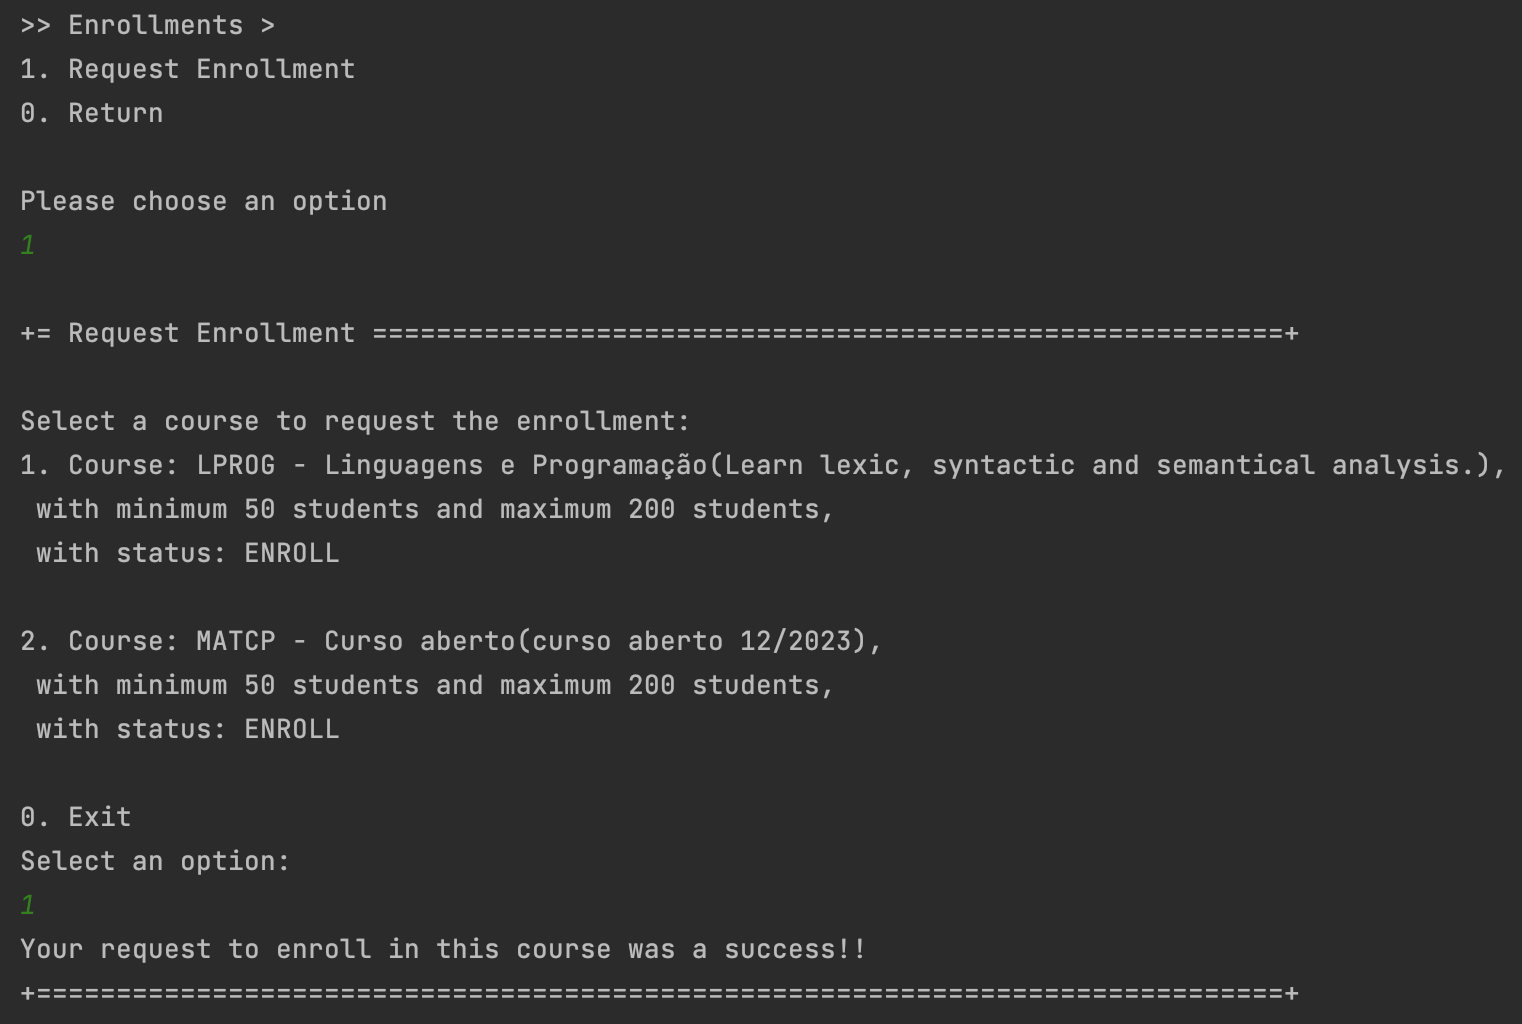 >> Enrollments >
1. Request Enrollment
0. Return
Please choose an option
1
+= Request Enrollment =========================================================+
Select a course to request the enrollment:
1. Course: LPROG - Linguagens e Programação(Learn lexic, syntactic and semantical analysis.),
with minimum 50 students and maximum 200 students,
with status: ENROLL
2. Course: MATCP - Curso aberto(curso aberto 12/2023),
with minimum 50 students and maximum 200 students,
with status: ENROLL
0. Exit
Select an option:
1
Your request to enroll in this course was a success!!
+==============================================================================+